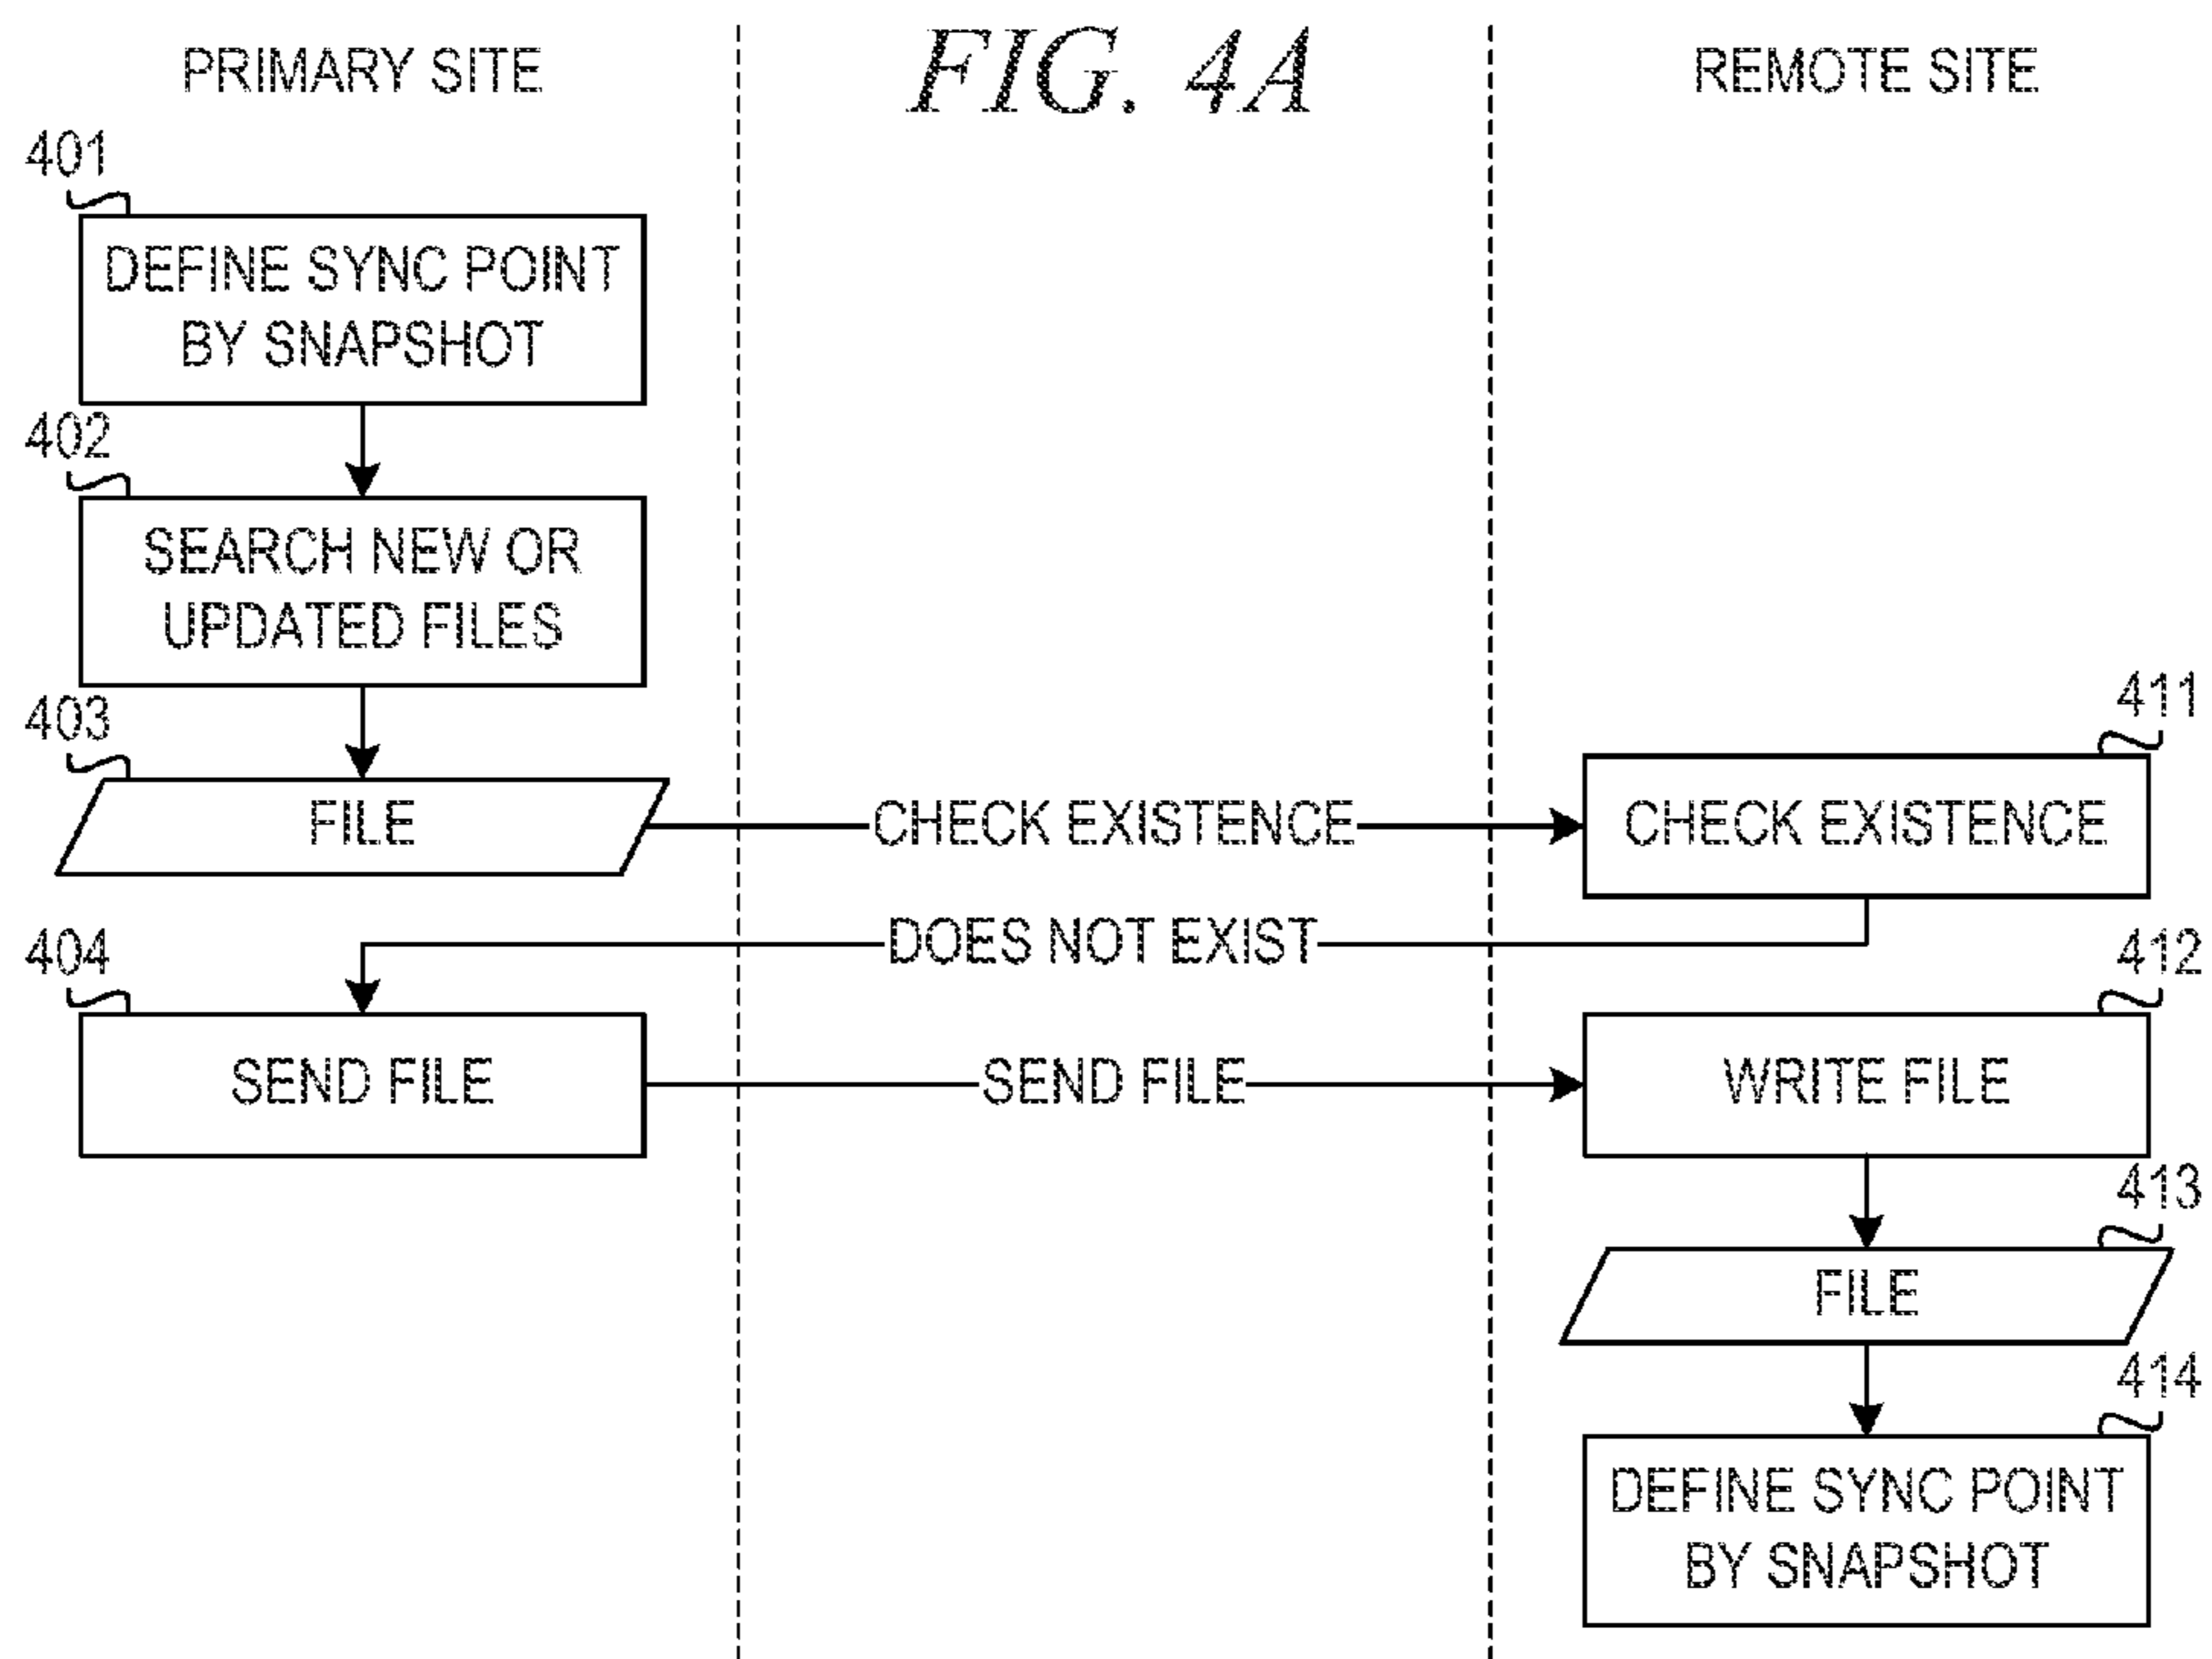 PRIMARY SITE
FIG. 4A
REMOTE SITE
401
DEFINE SYNC POINT
BY SNAPSHOT
402
SEARCH NEW OR
UPDATED FILES
403
FILE
CHECK EXISTENCE
411
CHECK EXISTENCE
DOES NOT EXIST
404
SEND FILE
SEND FILE
412
WRITE FILE
413
FILE
414
DEFINE SYNC POINT
BY SNAPSHOT